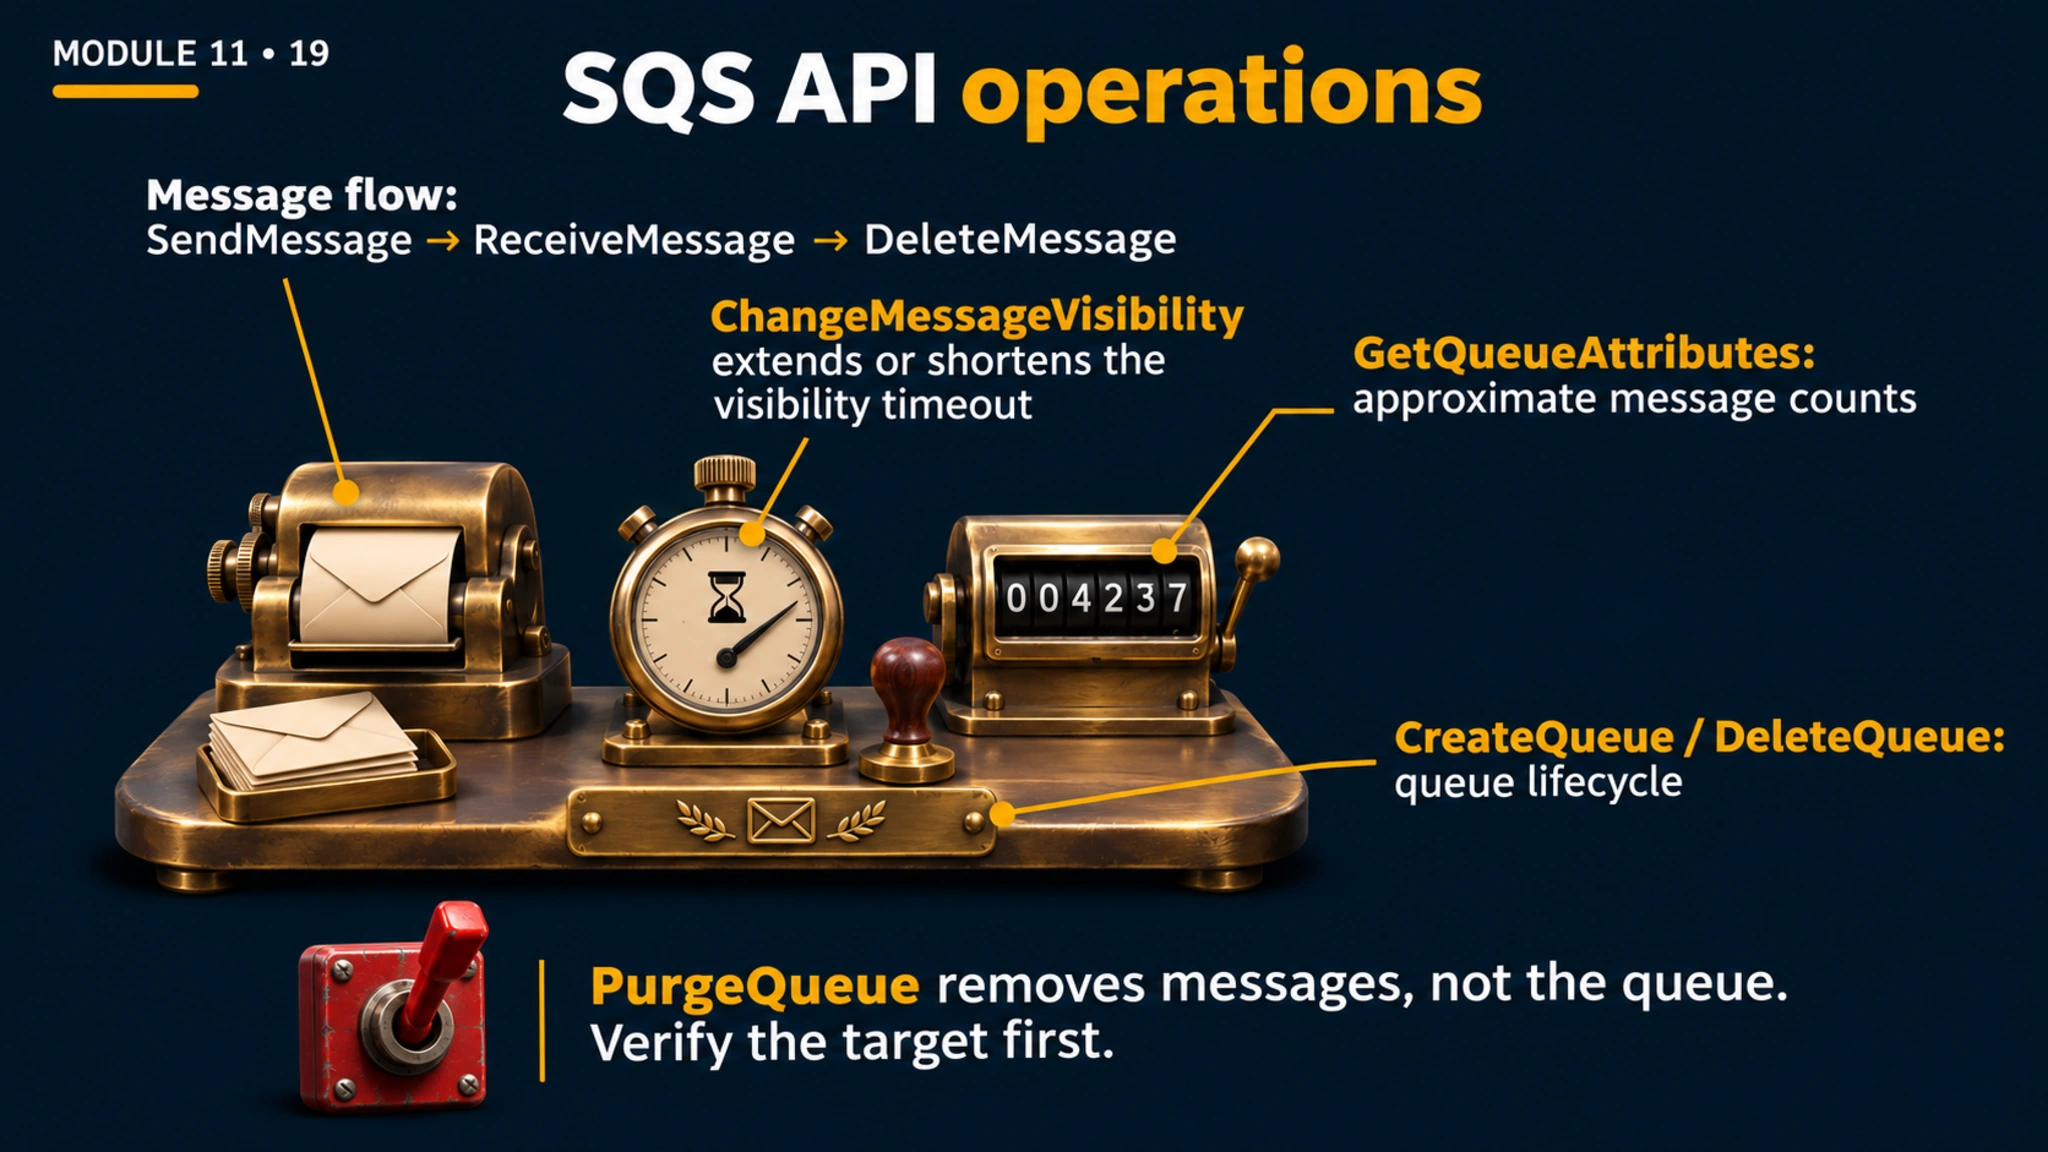 MODULE 11 • 19
SQS API operations
Message flow:
SendMessage → ReceiveMessage → DeleteMessage
ChangeMessageVisibility
extends or shortens the
visibility timeout
GetQueueAttributes:
approximate message counts
004237
CreateQueue / DeleteQueue:
queue lifecycle
PurgeQueue removes messages, not the queue.
Verify the target first.